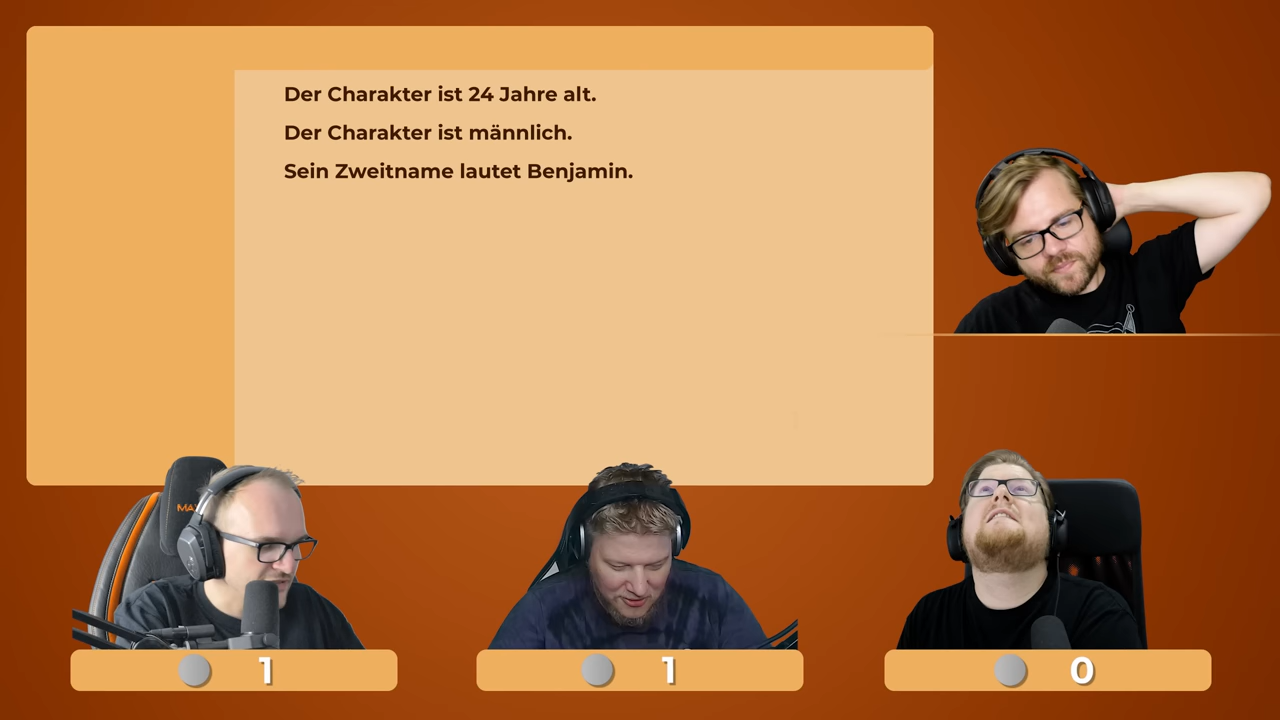 Der Charakter ist 24 Jahre alt.
Der Charakter ist männlich.
Sein Zweitname lautet Benjamin.
1
1
0